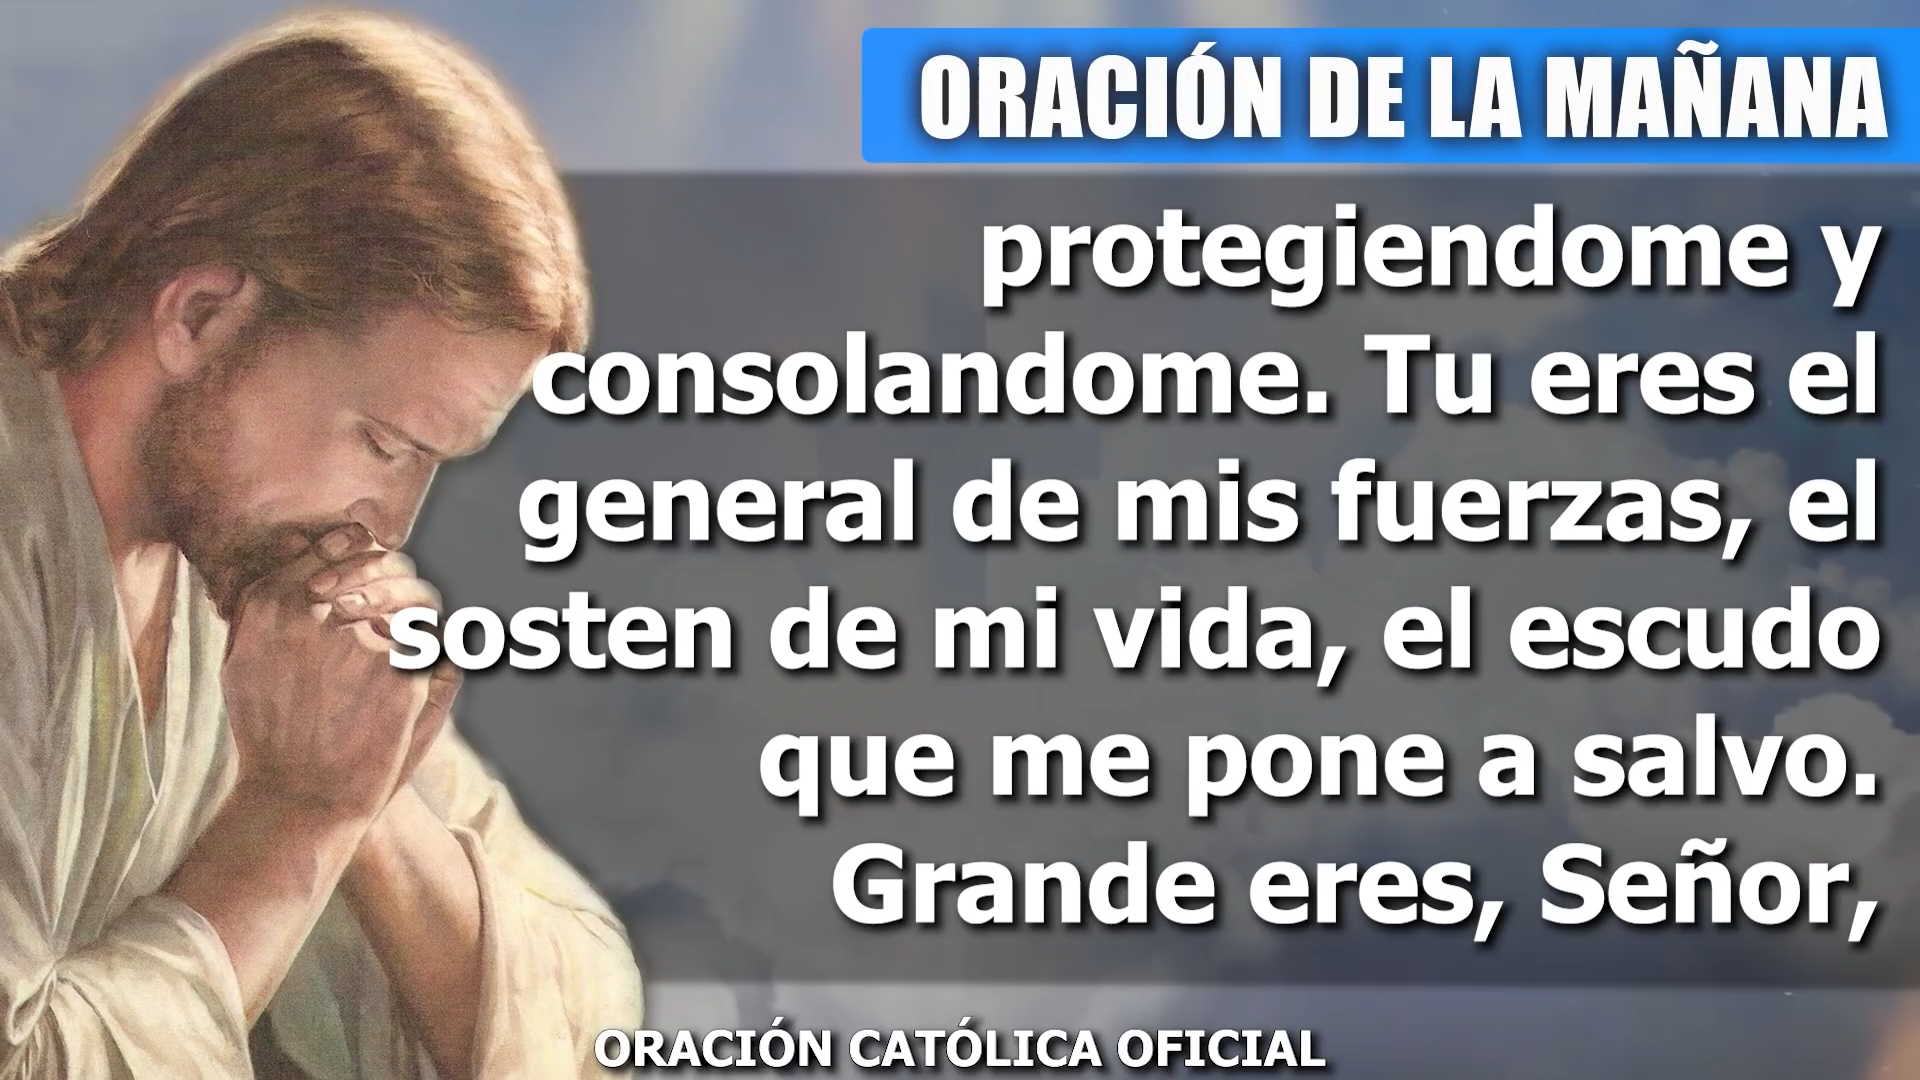 ORACIÓN DE LA MAÑANA
protegiendome y
consolandome. Tu eres el
general de mis fuerzas, el
sosten de mi vida, el escudo
que me pone a salvo.
Grande eres, Señor,
ORACIÓN CATÓLICA OFICIAL